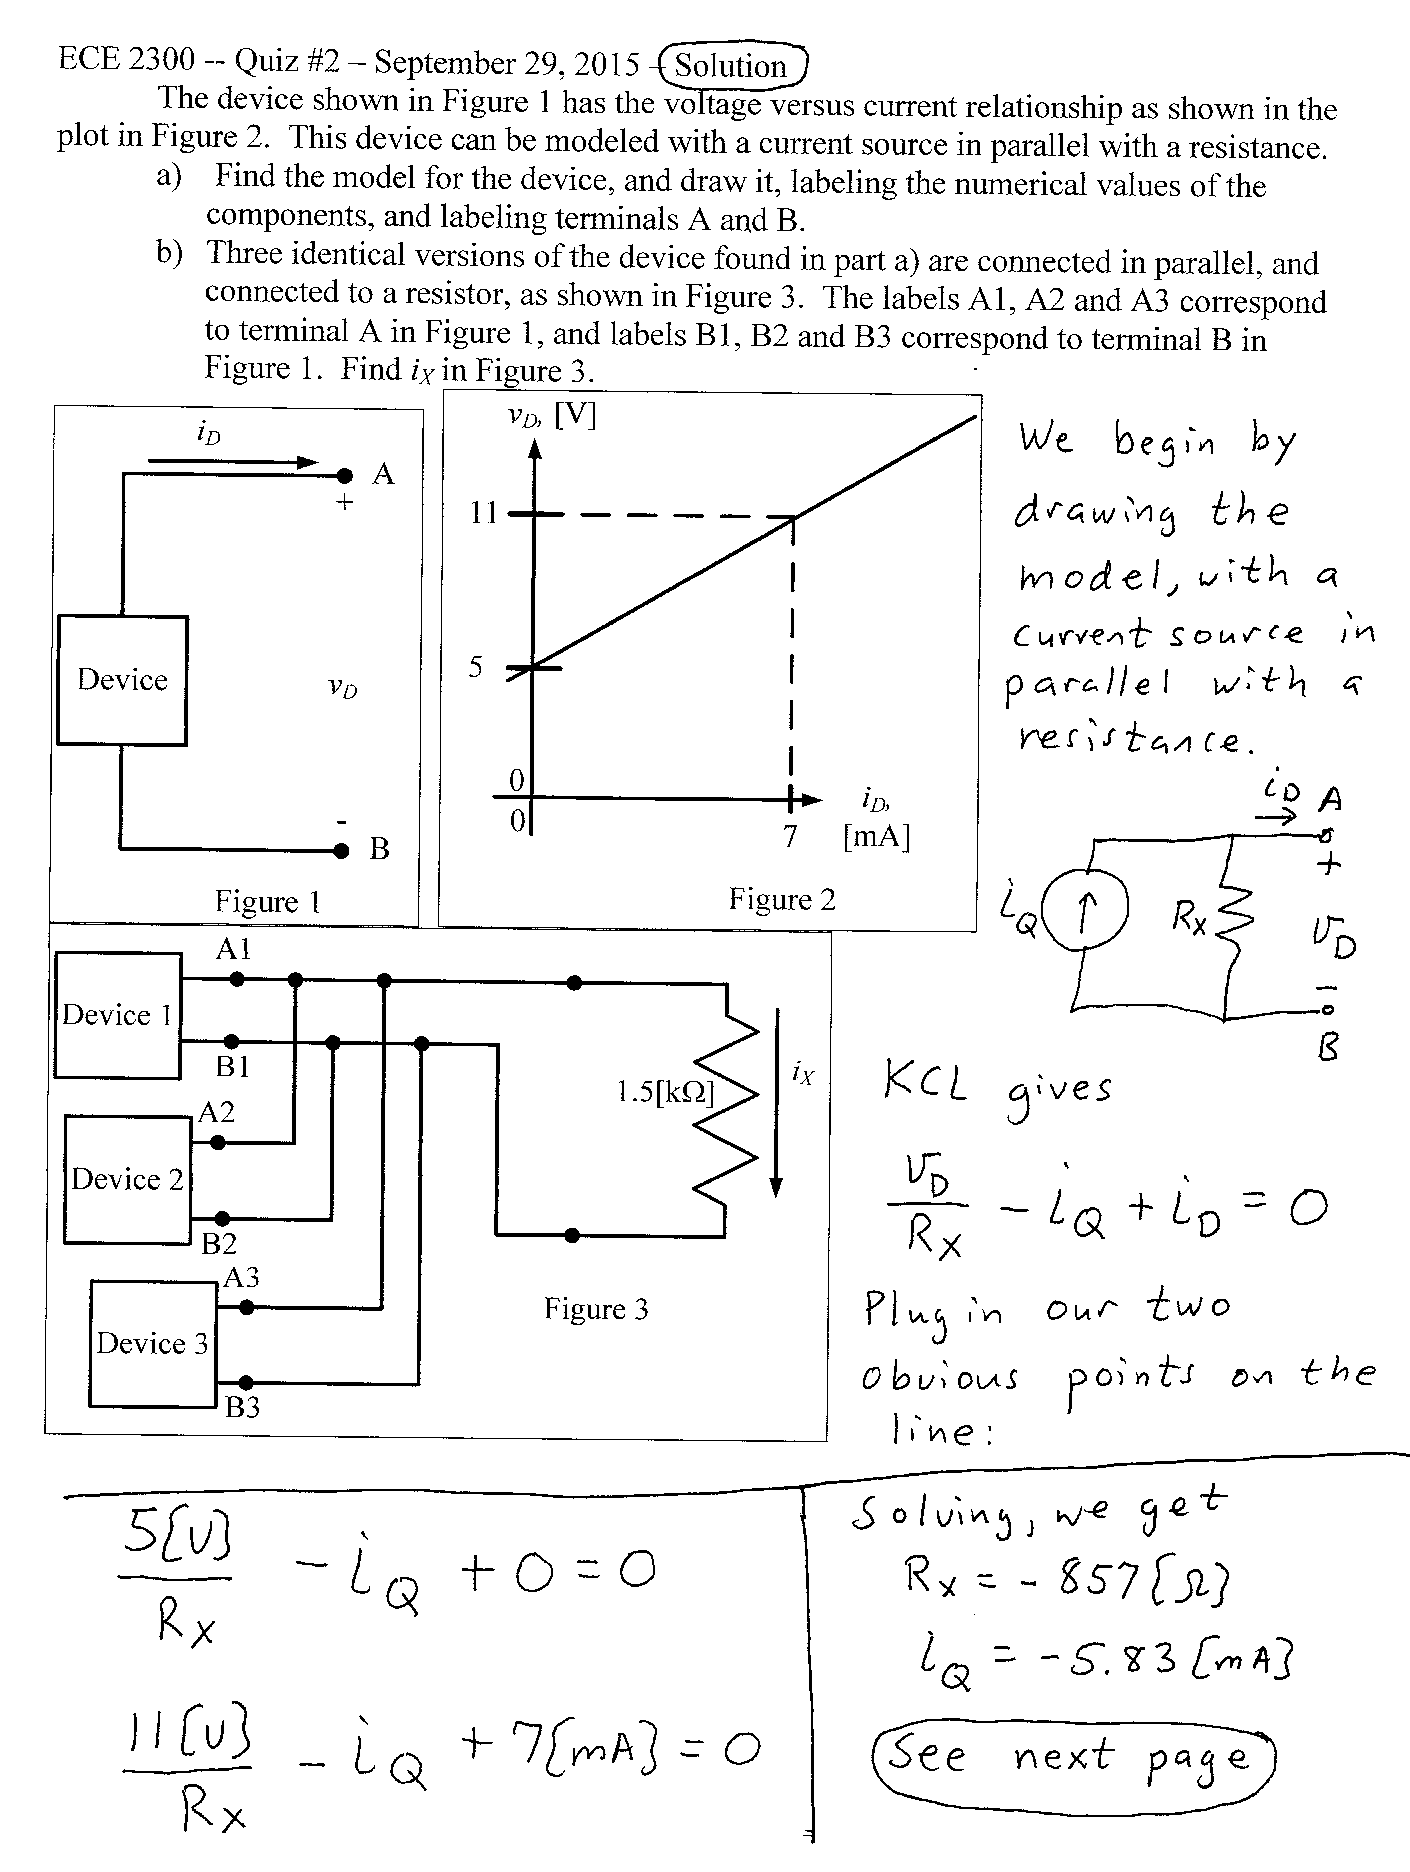 ECE 2300 -- Quiz #2 – September 29, 2015 – Solution
The device shown in Figure 1 has the voltage versus current relationship as shown in the
plot in Figure 2. This device can be modeled with a current source in parallel with a resistance.
a) Find the model for the device, and draw it, labeling the numerical values of the
components, and labeling terminals A and B.
b) Three identical versions of the device found in part a) are connected in parallel, and
connected to a resistor, as shown in Figure 3. The labels A1, A2 and A3 correspond
to terminal A in Figure 1, and labels B1, B2 and B3 correspond to terminal B in
Figure 1. Find iX in Figure 3.
iD
A
+
Device
vD
-
B
Figure 1
vD, [V]
11
5
0
0
7
iD,
[mA]
Figure 2
We begin by
drawing the
model, with a
current source in
parallel with a
resistance.
iD A
+
iQ
RX
vD
-
B
A1
Device 1
B1
A2
Device 2
B2
A3
Device 3
B3
1.5[kΩ]
iX
Figure 3
KCL gives
vD/RX - iQ + iD = 0
Plug in our two
obvious points on the
line:
5[V]/RX - iQ + 0 = 0
11[V]/RX - iQ + 7[mA] = 0
Solving, we get
RX = -857[Ω]
iQ = -5.83[mA]
See next page